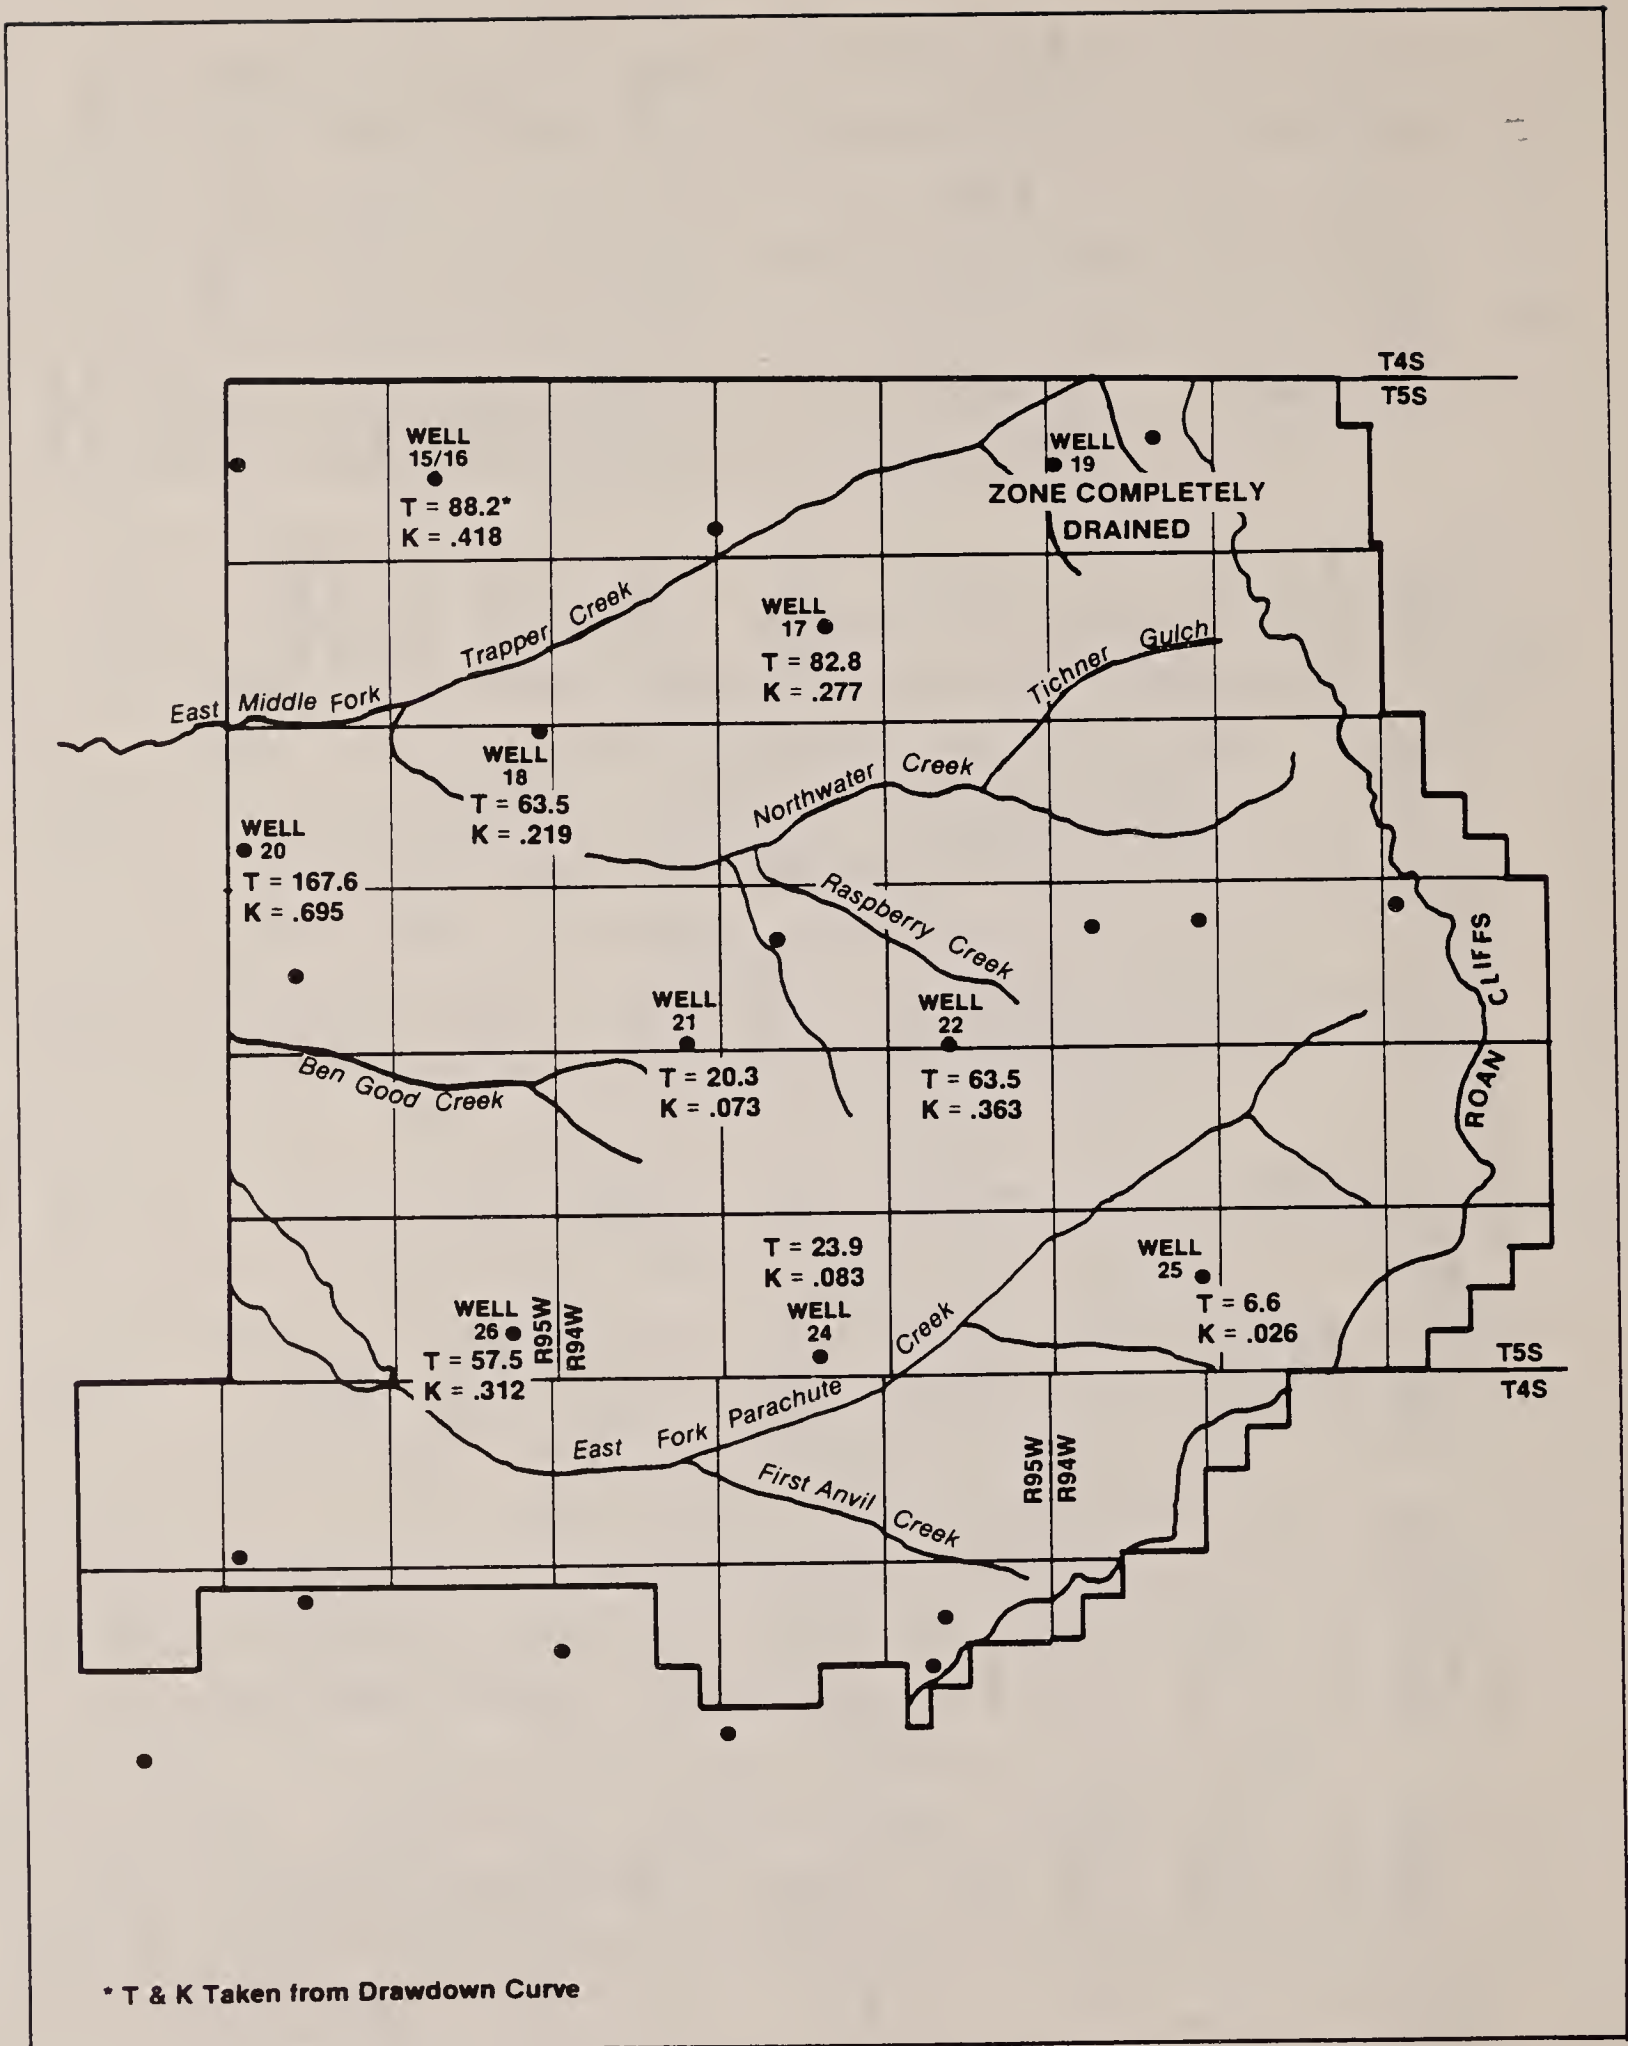 T4S
T5S
WELL
15/16
T = 88.2*
K = .418
WELL
19
ZONE COMPLETELY
DRAINED
Trapper Creek
WELL
17
T = 82.8
K = .277
Tichner Gulch
East Middle Fork
WELL
18
T = 63.5
K = .219
Northwater Creek
WELL
20
T = 167.6
K = .695
Raspberry Creek
ROAN CLIFFS
WELL
21
T = 20.3
K = .073
WELL
22
T = 63.5
K = .363
Ben Good Creek
T = 23.9
K = .083
WELL
24
WELL
25
T = 6.6
K = .026
WELL
26
T = 57.5
K = .312
R95W
R94W
T5S
T4S
East Fork Parachute Creek
First Anvil Creek
R95W
R94W
* T & K Taken from Drawdown Curve